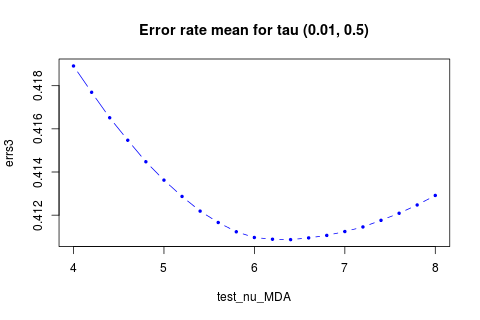 Error rate mean for tau (0.01, 0.5)
errs3
0.418
0.416
0.414
0.412
4 5 6 7 8
test_nu_MDA